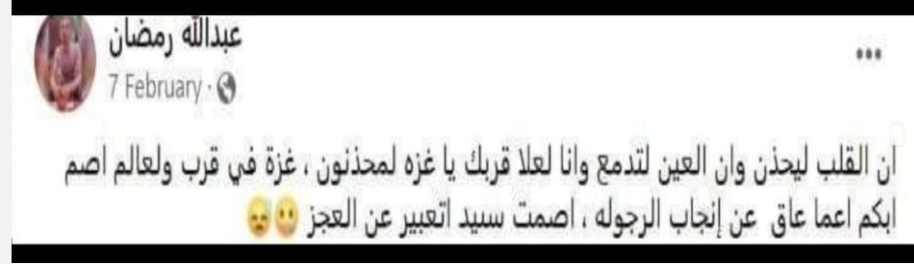 عبدالله رمضان
7 February ·
ان القلب ليحذن وان العين لتدمع وانا لعلا قربك يا غزه لمحذنون ، غزة في قرب ولعالم اصم
ابكم اعما عاق عن إنجاب الرجوله ، اصمت سيد اتعبير عن العجز 😶😓